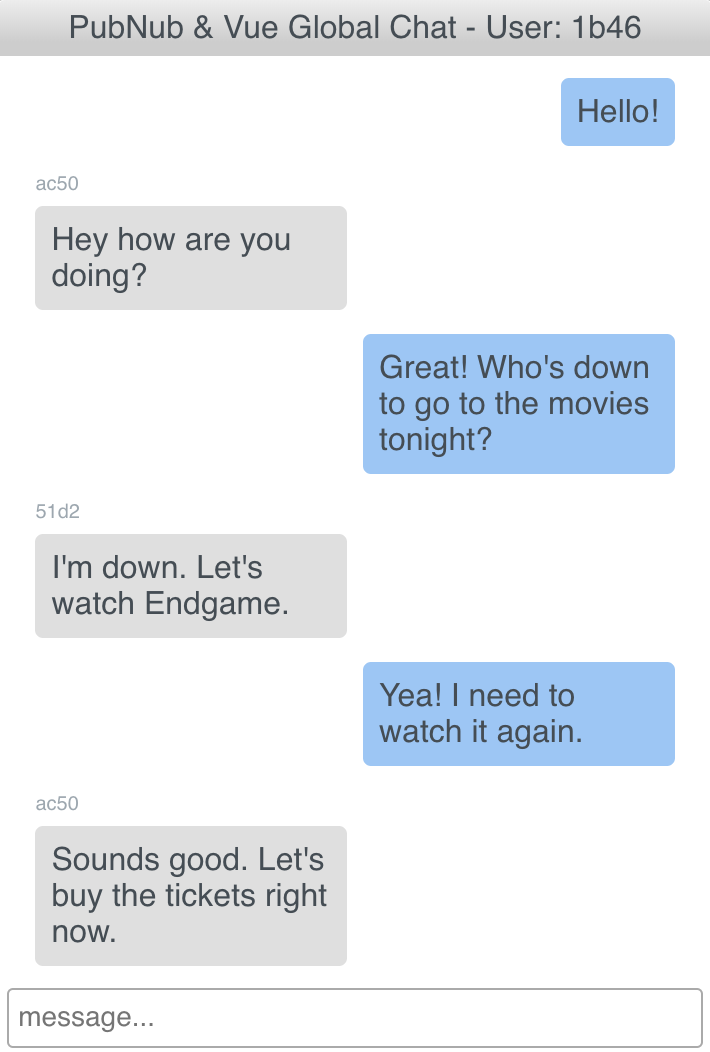 PubNub & Vue Global Chat - User: 1b46
Hello!
ac50
Hey how are you
doing?
Great! Who's down
to go to the movies
tonight?
51d2
I'm down. Let's
watch Endgame.
Yea! I need to
watch it again.
ac50
Sounds good. Let's
buy the tickets right
now.
message...